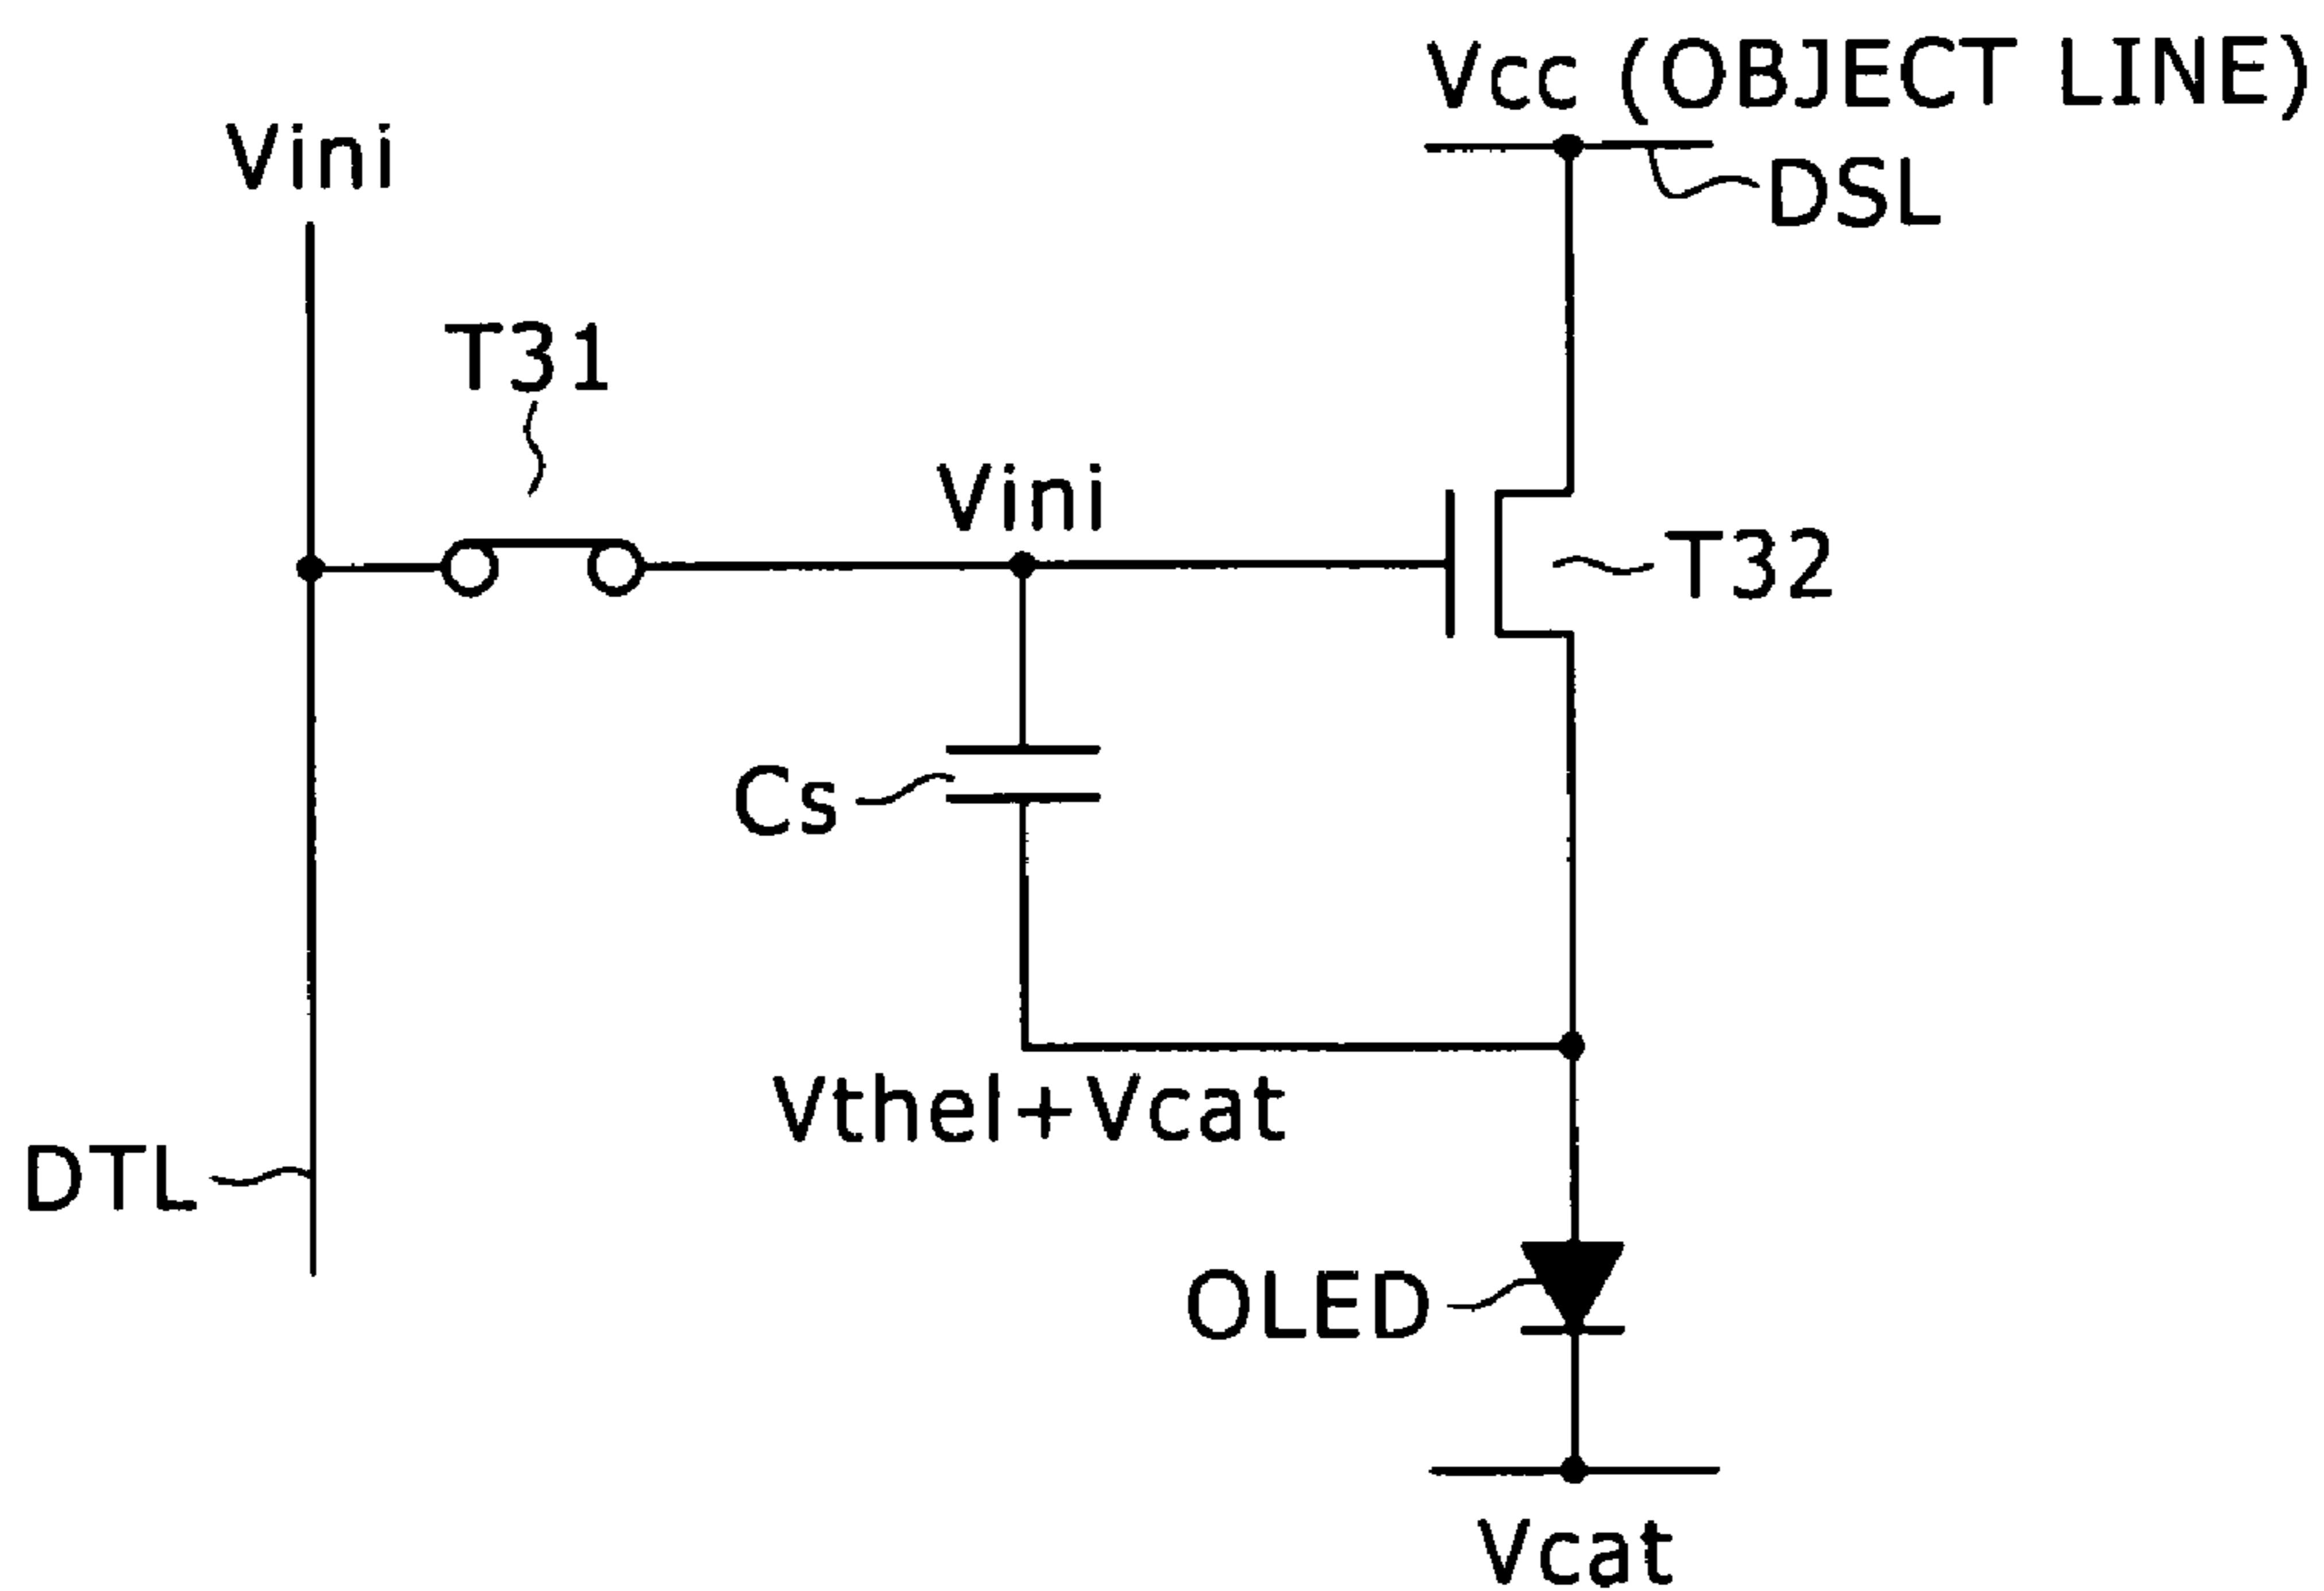 Vcc (OBJECT LINE)
Vini
DSL
T31
Vini
T32
Cs
Vthel+Vcat
DTL
OLED
Vcat